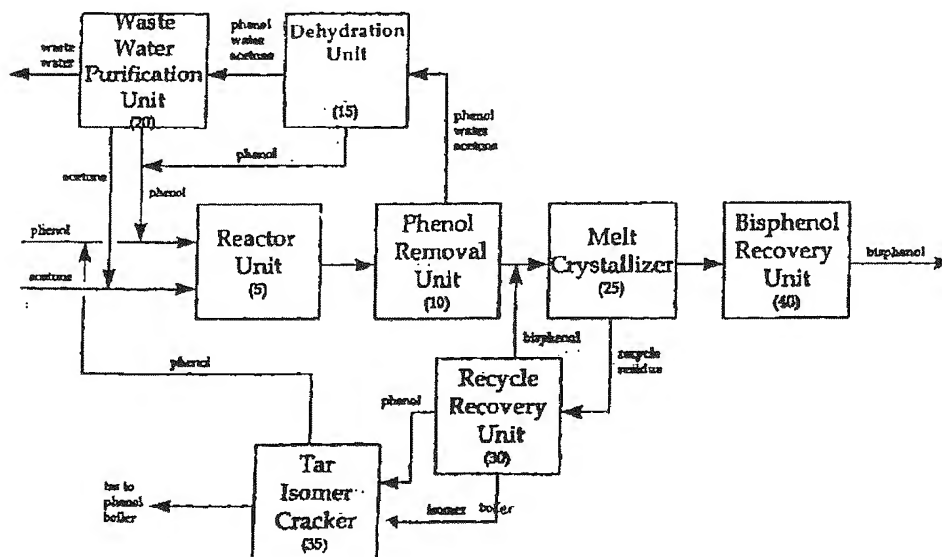 Waste
Water
Purification
Unit
(20)
waste
water
phenol
water
acetone
Dehydration
Unit
(15)
phenol
water
acetone
phenol
acetone
phenol
phenol
acetone
Reactor
Unit
(5)
Phenol
Removal
Unit
(10)
Melt
Crystallizer
(25)
Bisphenol
Recovery
Unit
(40)
bisphenol
bisphenol
recycle
residue
phenol
phenol
Recycle
Recovery
Unit
(30)
Tar
Isomer
Cracker
(35)
to
phenol
boiler
isomer
boiler